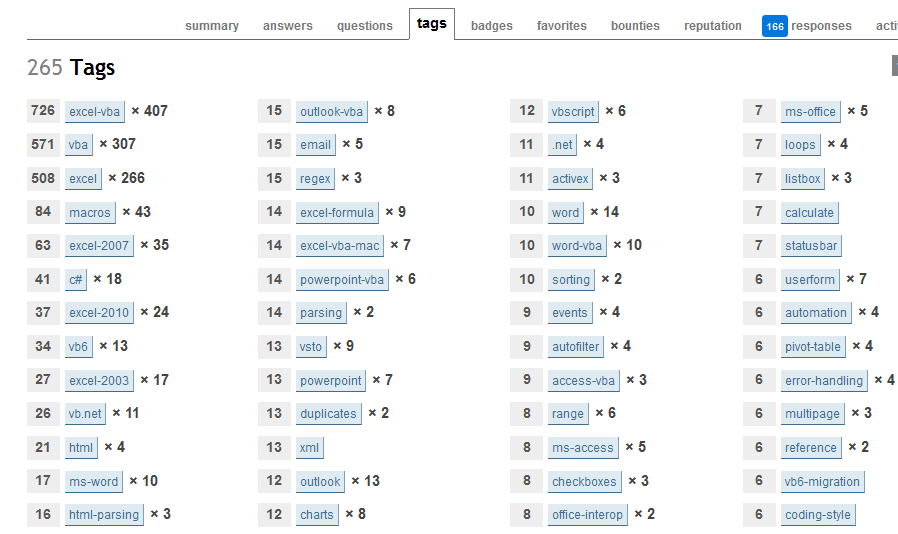 summary answers questions tags badges favorites bounties reputation 166 responses
265 Tags
726 excel-vba × 407 15 outlook-vba × 8 12 vbscript × 6 7 ms-office × 5
571 vba × 307 15 email × 5 11 .net × 4 7 loops × 4
508 excel × 266 15 regex × 3 11 activex × 3 7 listbox × 3
84 macros × 43 14 excel-formula × 9 10 word × 14 7 calculate
63 excel-2007 × 35 14 excel-vba-mac × 7 10 word-vba × 10 7 statusbar
41 c# × 18 14 powerpoint-vba × 6 10 sorting × 2 6 userform × 7
37 excel-2010 × 24 14 parsing × 2 9 events × 4 6 automation × 4
34 vb6 × 13 13 vsto × 9 9 autofilter × 4 6 pivot-table × 4
27 excel-2003 × 17 13 powerpoint × 7 9 access-vba × 3 6 error-handling × 4
26 vb.net × 11 13 duplicates × 2 8 range × 6 6 multipage × 3
21 html × 4 13 xml 8 ms-access × 5 6 reference × 2
17 ms-word × 10 12 outlook × 13 8 checkboxes × 3 6 vb6-migration
16 html-parsing × 3 12 charts × 8 8 office-interop × 2 6 coding-style